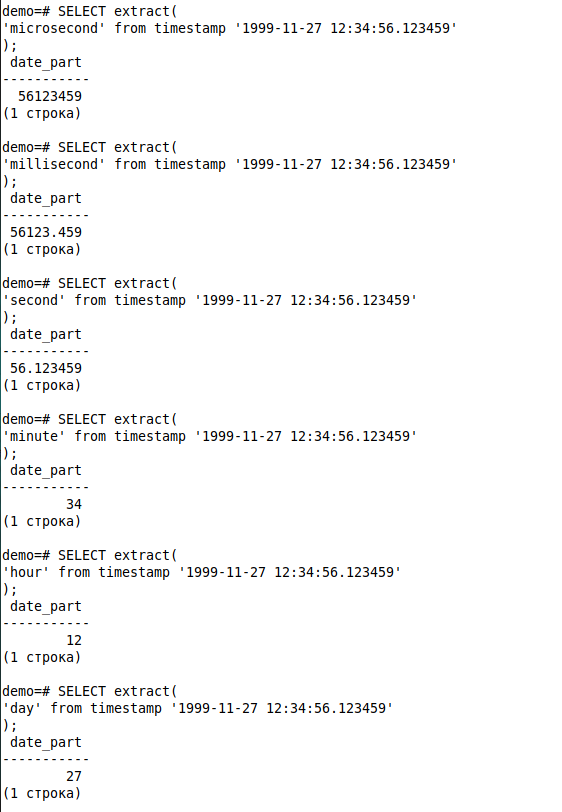 demo=# SELECT extract(
'microsecond' from timestamp '1999-11-27 12:34:56.123459'
);
 date_part
-----------
  56123459
(1 строка)

demo=# SELECT extract(
'millisecond' from timestamp '1999-11-27 12:34:56.123459'
);
 date_part
-----------
 56123.459
(1 строка)

demo=# SELECT extract(
'second' from timestamp '1999-11-27 12:34:56.123459'
);
 date_part
-----------
 56.123459
(1 строка)

demo=# SELECT extract(
'minute' from timestamp '1999-11-27 12:34:56.123459'
);
 date_part
-----------
        34
(1 строка)

demo=# SELECT extract(
'hour' from timestamp '1999-11-27 12:34:56.123459'
);
 date_part
-----------
        12
(1 строка)

demo=# SELECT extract(
'day' from timestamp '1999-11-27 12:34:56.123459'
);
 date_part
-----------
        27
(1 строка)